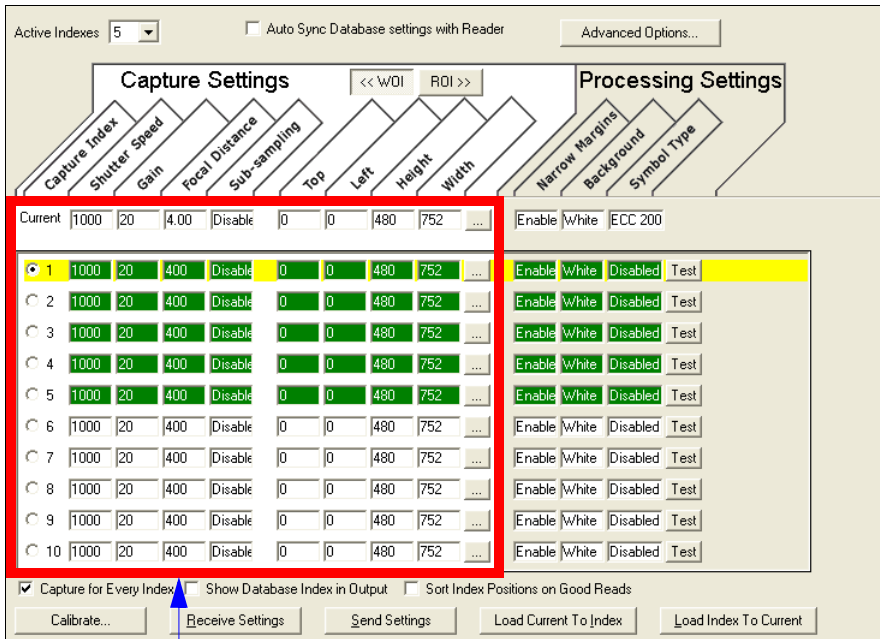 Active Indexes 5 Auto Sync Database settings with Reader Advanced Options...
Capture Settings << WOI ROI >> Processing Settings
Capture Index Shutter Speed Gain Focal Distance Sub-sampling Top Left Height Width Narrow Margins Background Symbol Type
Current 1000 20 4.00 Disable 0 0 480 752 ... Enable White ECC 200
1 1000 20 400 Disable 0 0 480 752 ... Enable White Disabled Test
2 1000 20 400 Disable 0 0 480 752 ... Enable White Disabled Test
3 1000 20 400 Disable 0 0 480 752 ... Enable White Disabled Test
4 1000 20 400 Disable 0 0 480 752 ... Enable White Disabled Test
5 1000 20 400 Disable 0 0 480 752 ... Enable White Disabled Test
6 1000 20 400 Disable 0 0 480 752 ... Enable White Disabled Test
7 1000 20 400 Disable 0 0 480 752 ... Enable White Disabled Test
8 1000 20 400 Disable 0 0 480 752 ... Enable White Disabled Test
9 1000 20 400 Disable 0 0 480 752 ... Enable White Disabled Test
10 1000 20 400 Disable 0 0 480 752 ... Enable White Disabled Test
Capture for Every Index Show Database Index in Output Sort Index Positions on Good Reads
Calibrate... Receive Settings Send Settings Load Current To Index Load Index To Current